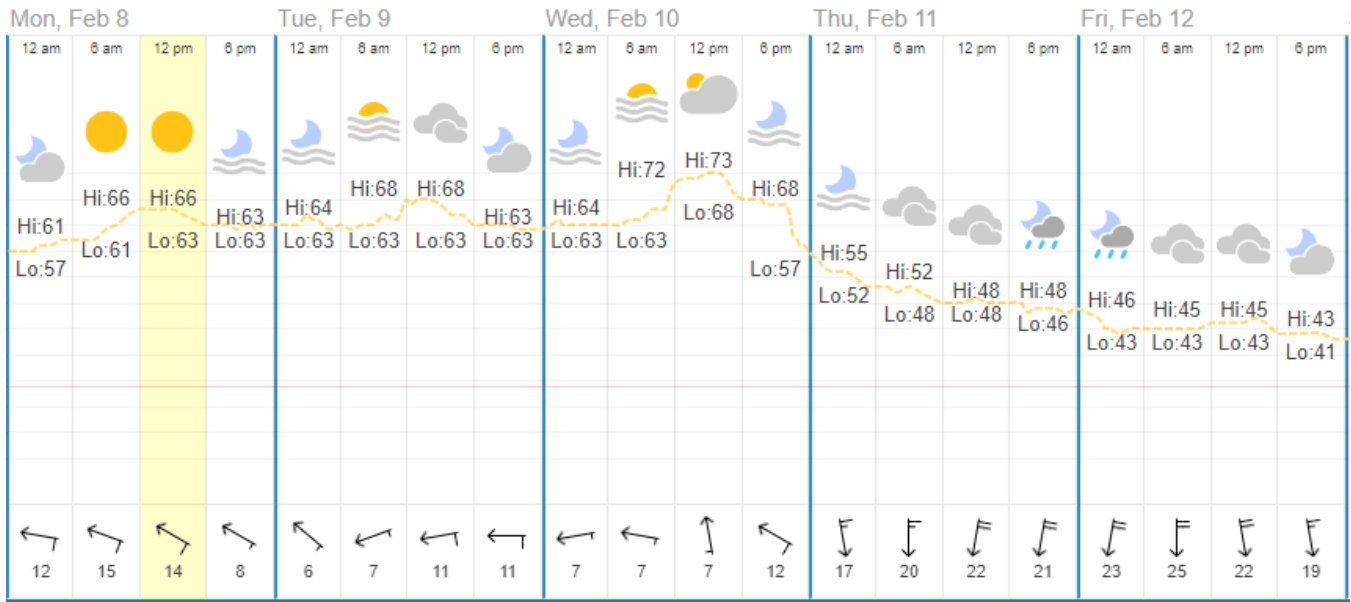 Mon, Feb 8 Tue, Feb 9 Wed, Feb 10 Thu, Feb 11 Fri, Feb 12
12 am 6 am 12 pm 6 pm 12 am 6 am 12 pm 6 pm 12 am 6 am 12 pm 6 pm 12 am 6 am 12 pm 6 pm 12 am 6 am 12 pm 6 pm
Hi:61 Hi:66 Hi:66 Hi:63 Hi:64 Hi:68 Hi:68 Hi:63 Hi:64 Hi:72 Hi:73 Hi:68 Hi:55 Hi:52 Hi:48 Hi:48 Hi:46 Hi:45 Hi:45 Hi:43
Lo:57 Lo:61 Lo:63 Lo:63 Lo:63 Lo:63 Lo:63 Lo:63 Lo:63 Lo:63 Lo:68 Lo:57 Lo:52 Lo:48 Lo:48 Lo:46 Lo:43 Lo:43 Lo:43 Lo:41
12 15 14 8 6 7 11 11 7 7 7 12 17 20 22 21 23 25 22 19